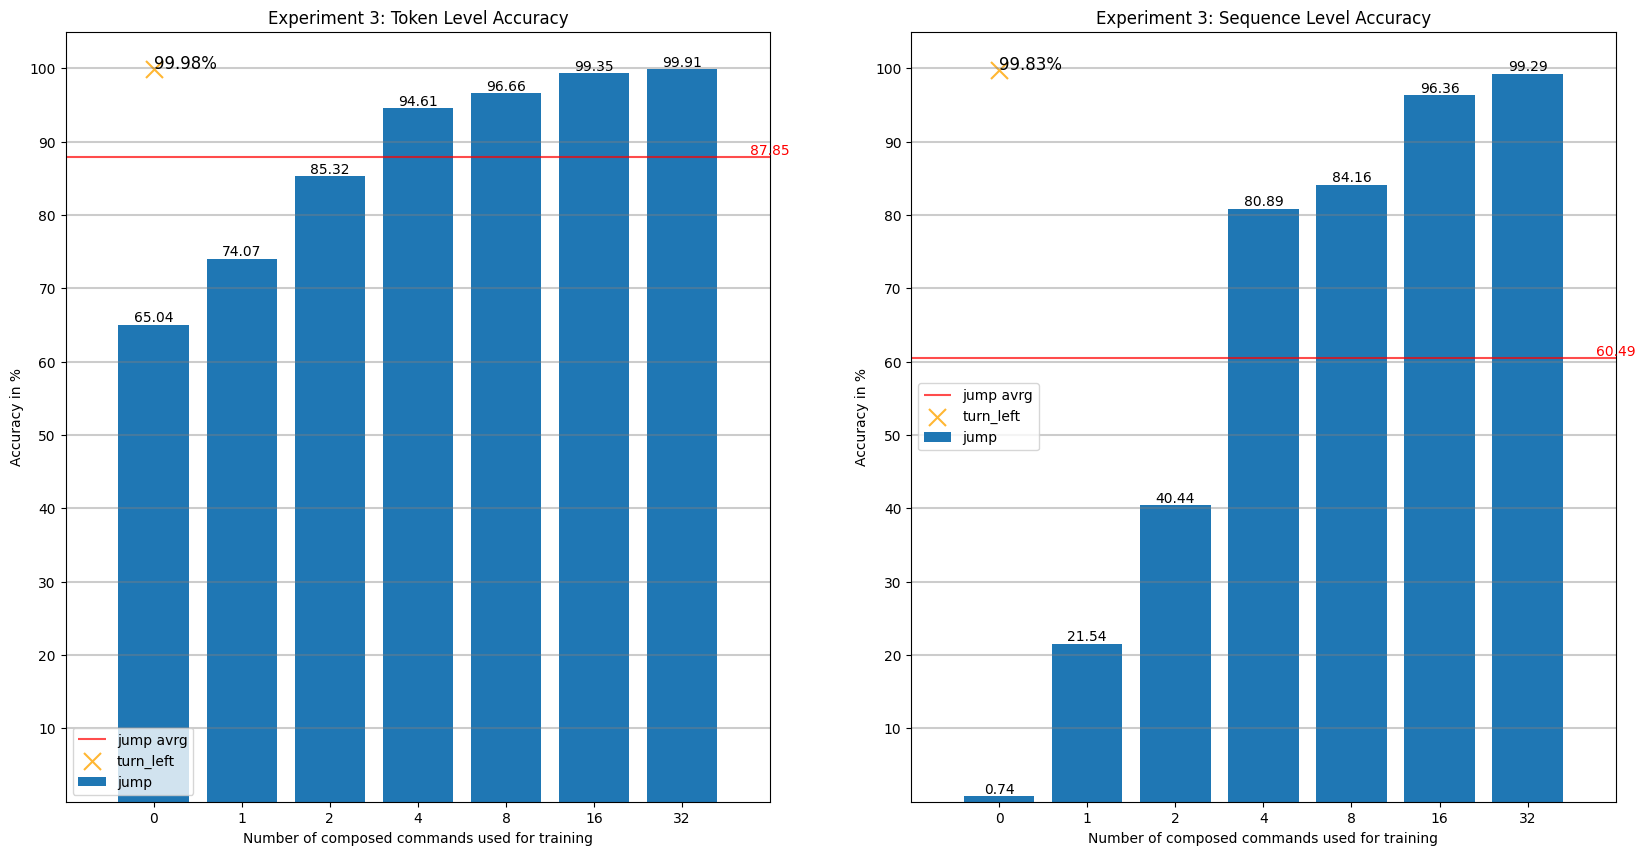 Experiment 3: Token Level Accuracy
Accuracy in %
100
90
80
70
60
50
40
30
20
10
99.98%
65.04
74.07
85.32
94.61
96.66
99.35
99.91
87.85
jump avrg
turn_left
jump
0 1 2 4 8 16 32
Number of composed commands used for training
Experiment 3: Sequence Level Accuracy
Accuracy in %
100
90
80
70
60
50
40
30
20
10
99.83%
0.74
21.54
40.44
80.89
84.16
96.36
99.29
60.49
jump avrg
turn_left
jump
0 1 2 4 8 16 32
Number of composed commands used for training